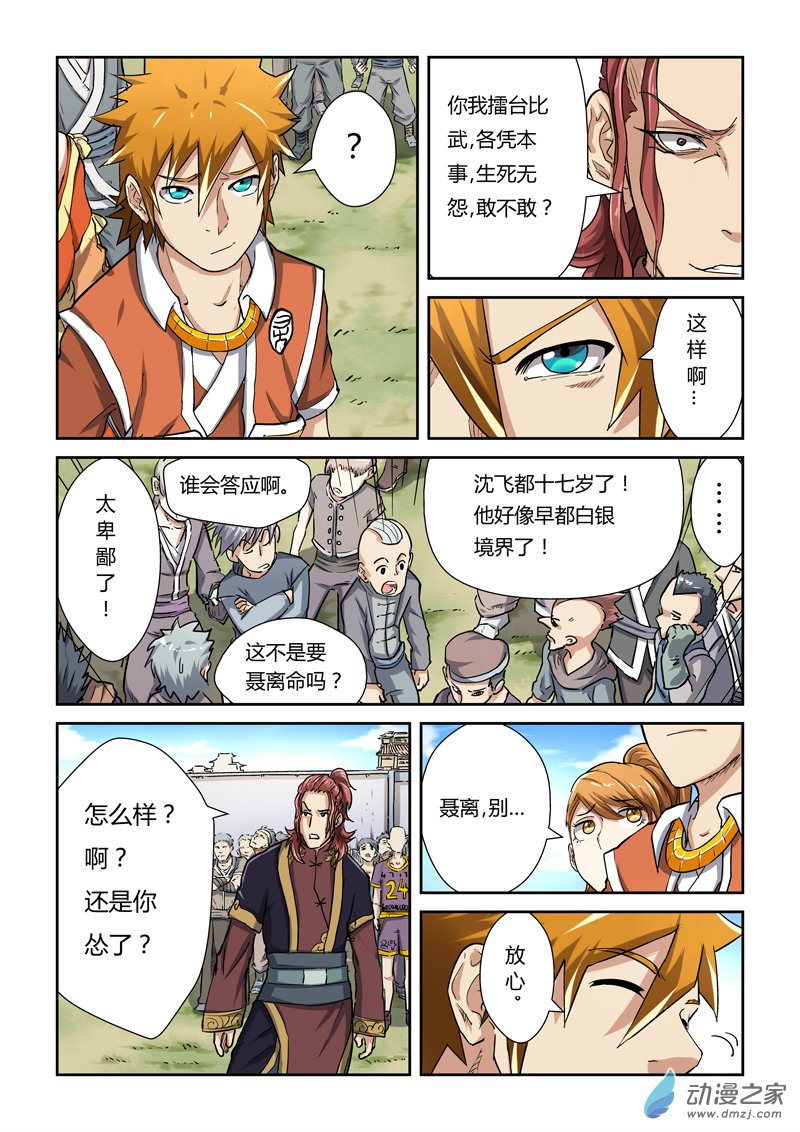 ？
你我擂台比
武，各凭本
事，生死无
怨，敢不敢？
这样啊…
太卑鄙了！
谁会答应啊。
这不是要
聂离命吗？
沈飞都十七岁了！
他好像早都白银
境界了！
……
怎么样？
啊？
还是你
怂了？
24
聂离，别…
放心。
动漫之家
www.dmzj.com